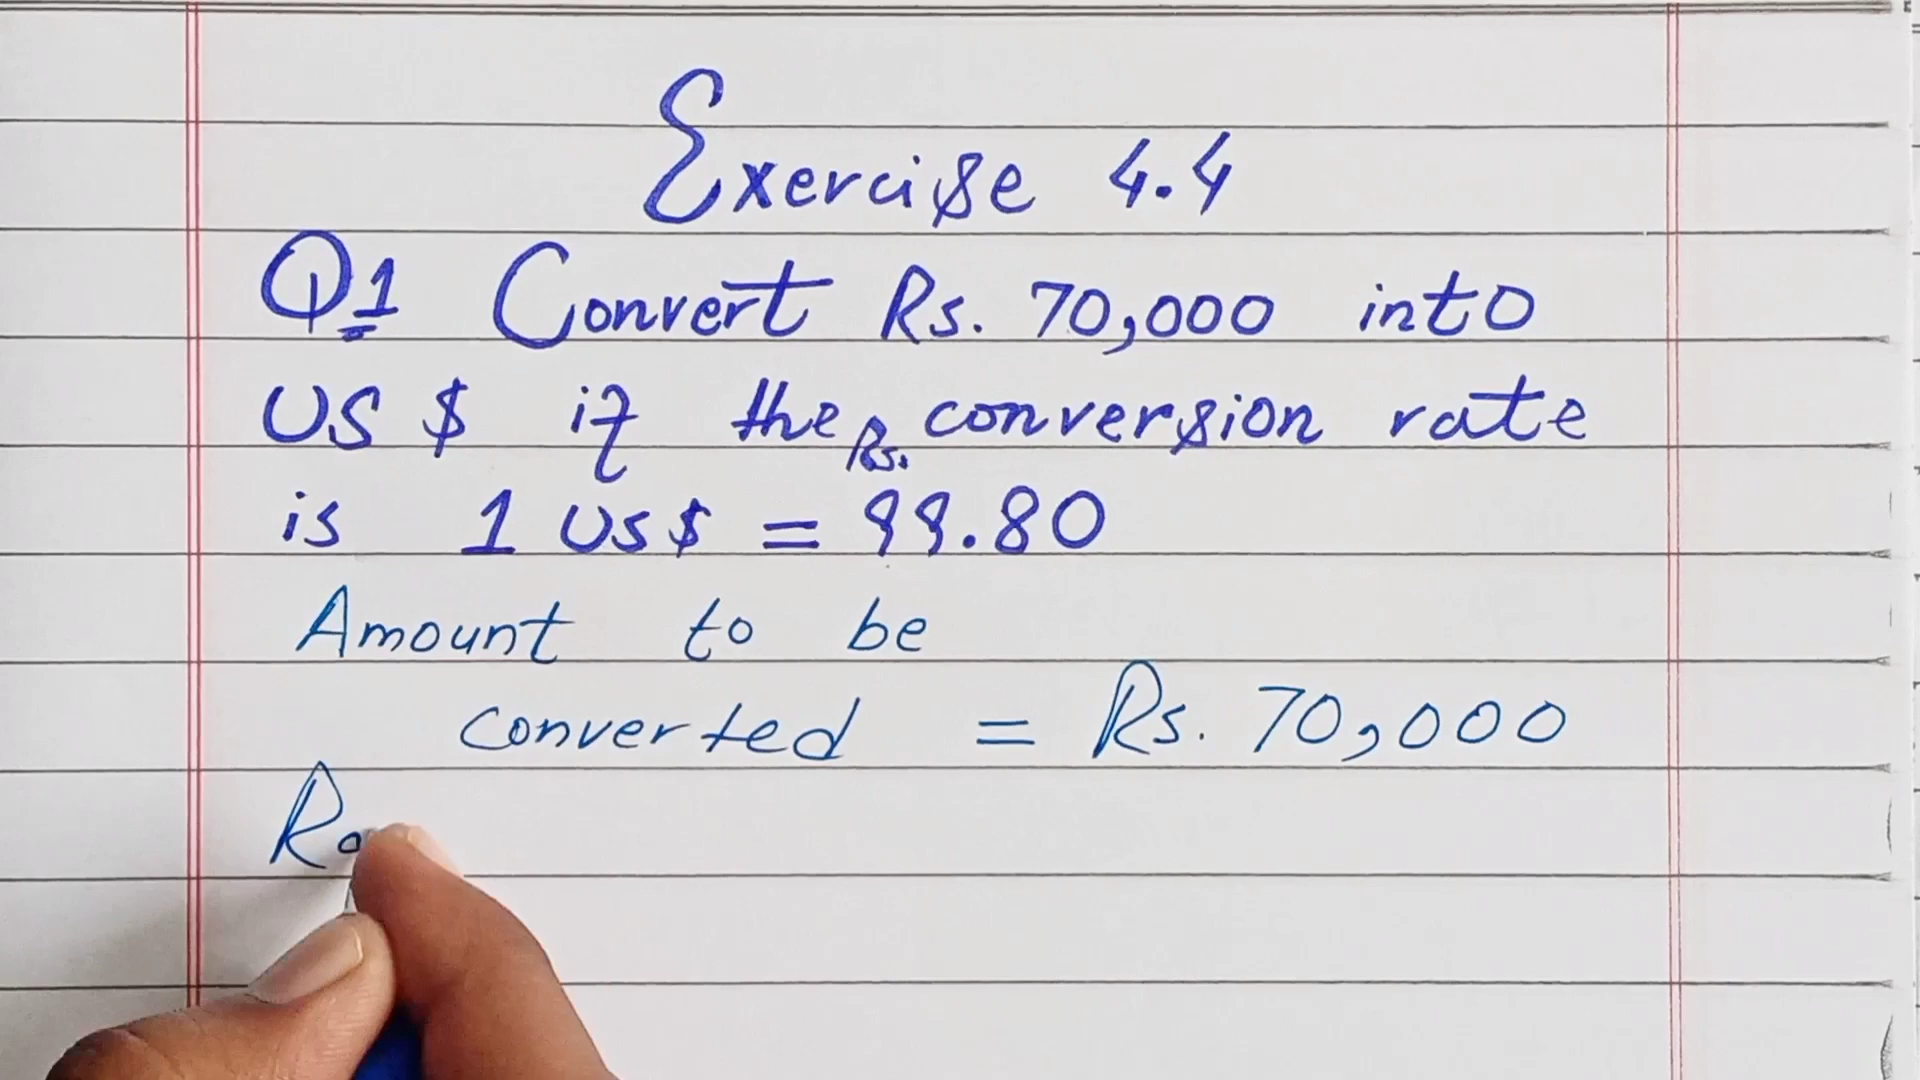 Exercise 4.4
Q1 Convert Rs. 70,000 into
US $ if the conversion rate
is 1 US $ = Rs. 99.80
Amount to be
converted = Rs. 70,000
Ra